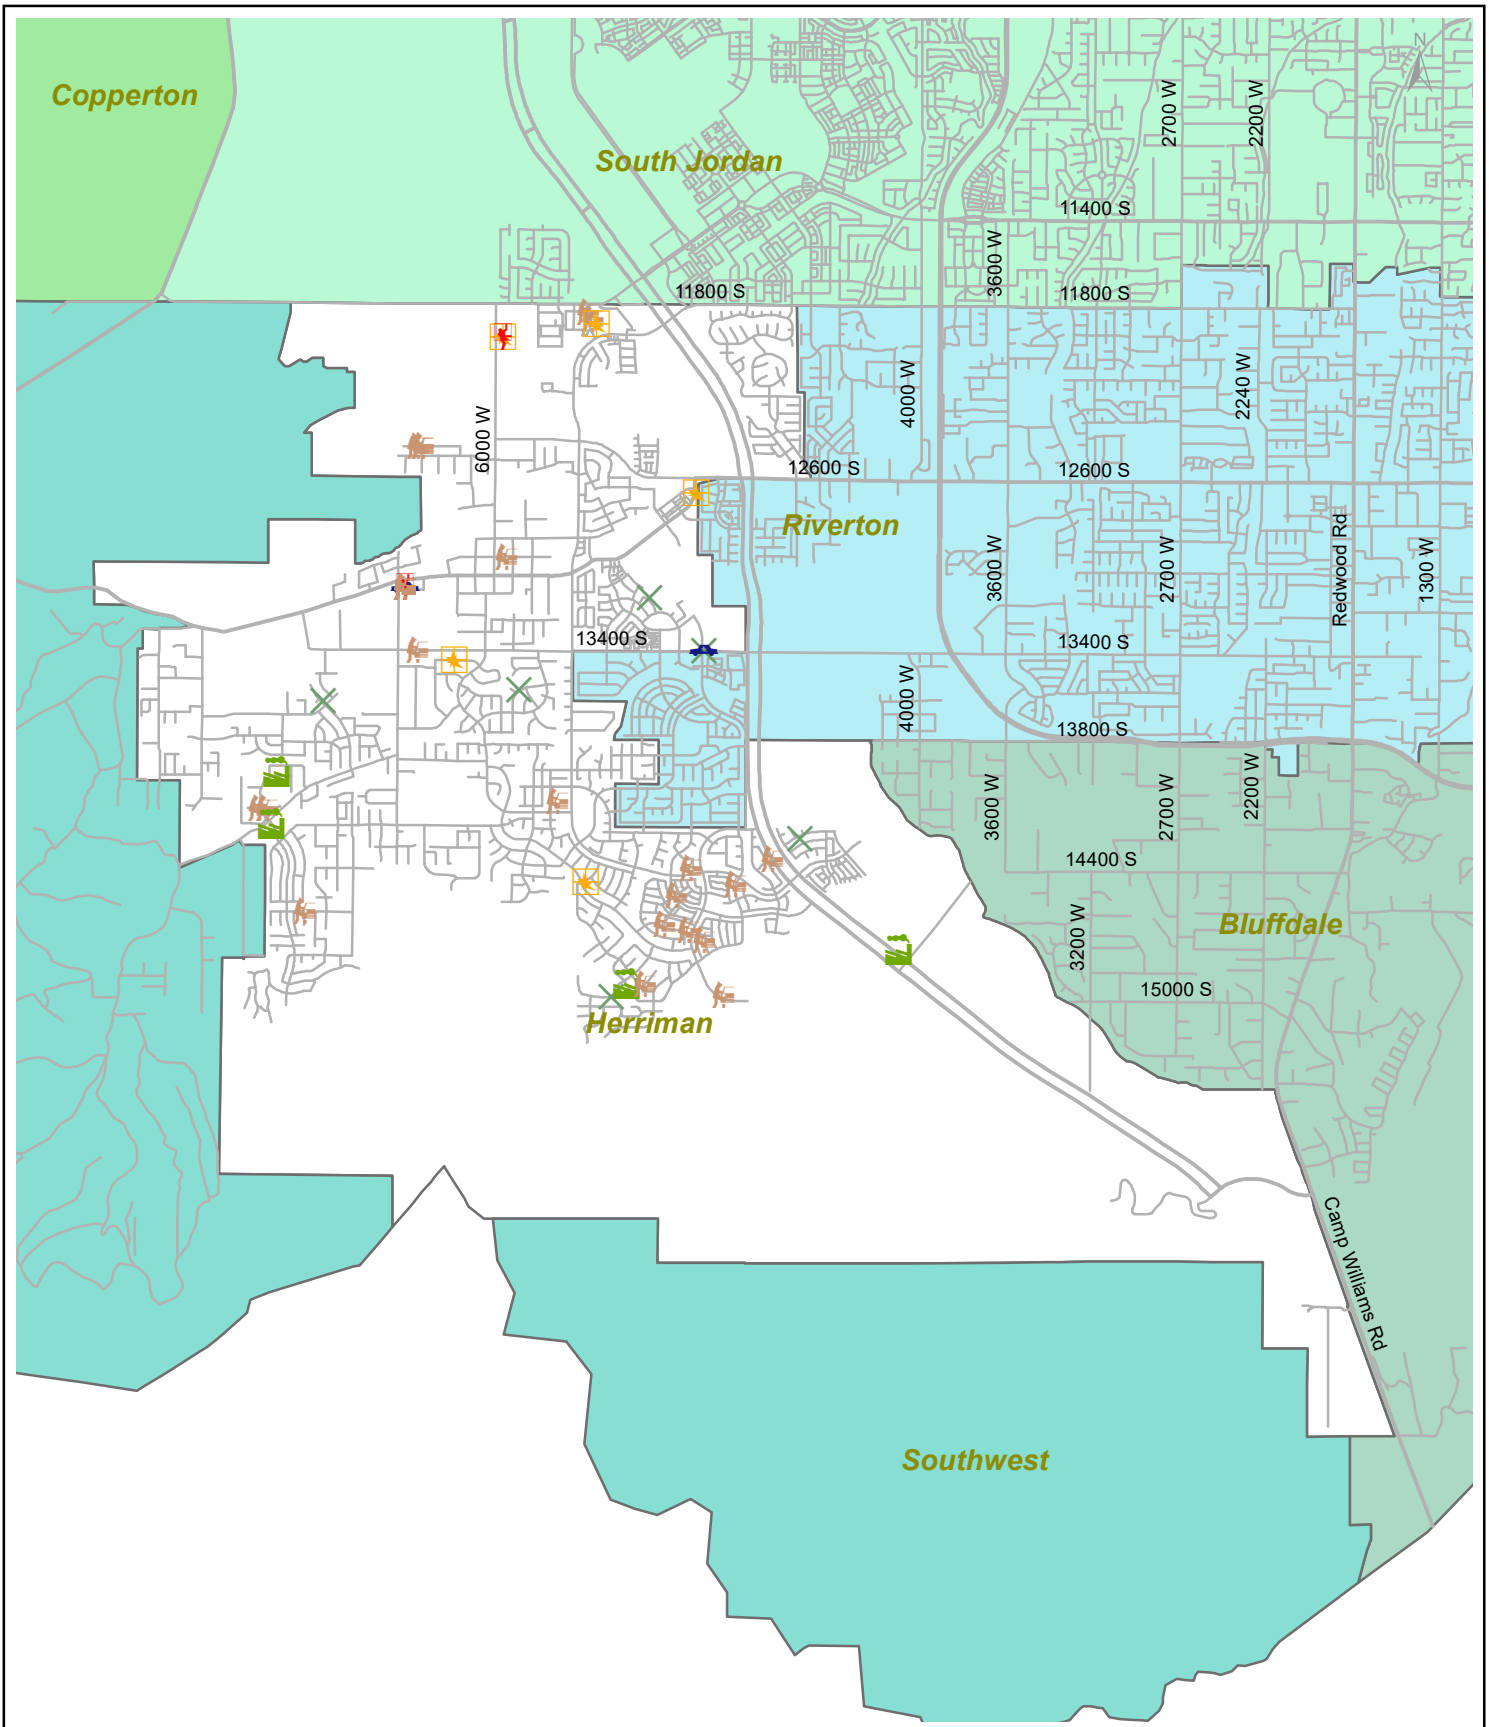 N
Copperton
2700 W
2200 W
South Jordan
11400 S
3600 W
11800 S
11800 S
4000 W
2240 W
6000 W
12600 S
12600 S
Riverton
Redwood Rd
3600 W
2700 W
1300 W
13400 S
13400 S
4000 W
13800 S
3600 W
2700 W
2200 W
14400 S
3200 W
Bluffdale
15000 S
Herriman
Camp Williams Rd
Southwest